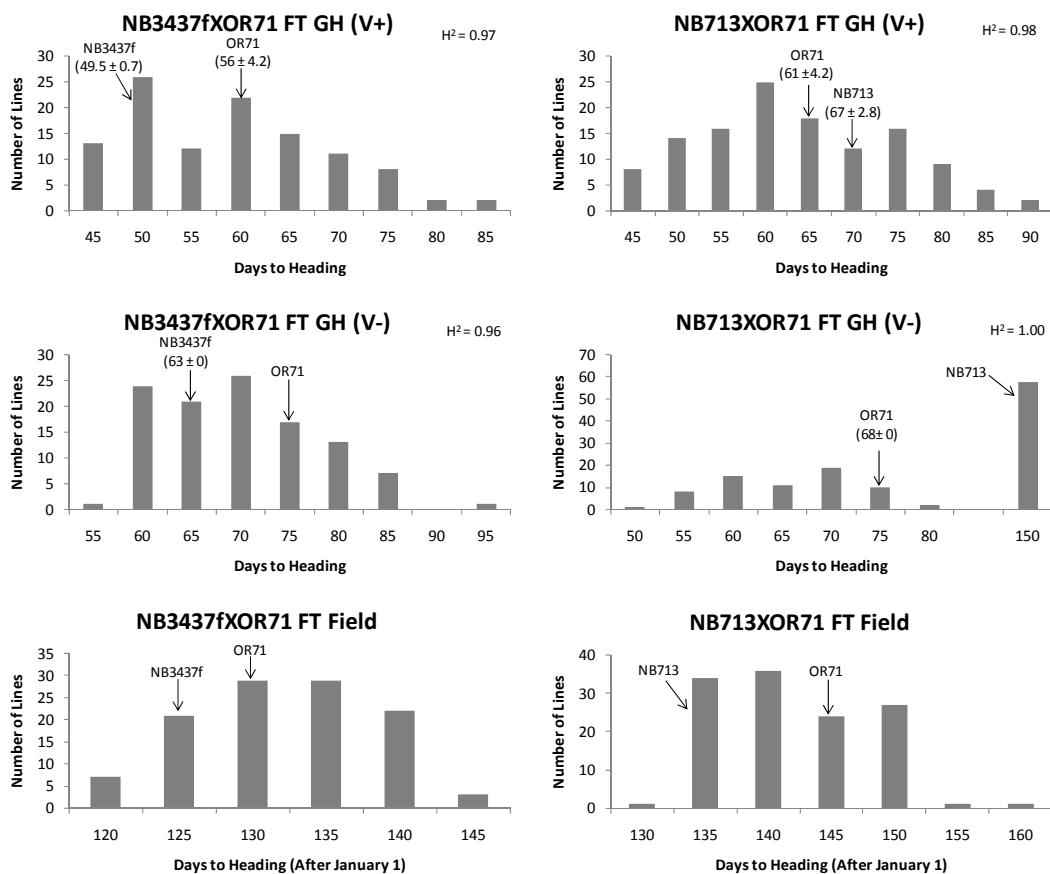 NB3437fXOR71 FT GH (V+)
H² = 0.97
NB3437f
(49.5 ± 0.7)
OR71
(56 ± 4.2)
Number of Lines
30
25
20
15
10
5
0
45 50 55 60 65 70 75 80 85
Days to Heading
NB713XOR71 FT GH (V+)
H² = 0.98
OR71
(61 ±4.2)
NB713
(67 ± 2.8)
Number of Lines
30
25
20
15
10
5
0
45 50 55 60 65 70 75 80 85 90
Days to Heading
NB3437fXOR71 FT GH (V-)
H² = 0.96
NB3437f
(63 ± 0)
OR71
Number of Lines
30
25
20
15
10
5
0
55 60 65 70 75 80 85 90 95
Days to Heading
NB713XOR71 FT GH (V-)
H² = 1.00
NB713
OR71
(68± 0)
Number of Lines
70
60
50
40
30
20
10
0
50 55 60 65 70 75 80 150
Days to Heading
NB3437fXOR71 FT Field
NB3437f
OR71
Number of Lines
35
30
25
20
15
10
5
0
120 125 130 135 140 145
Days to Heading (After January 1)
NB713XOR71 FT Field
NB713
OR71
Number of Lines
40
30
20
10
0
130 135 140 145 150 155 160
Days to Heading (After January 1)